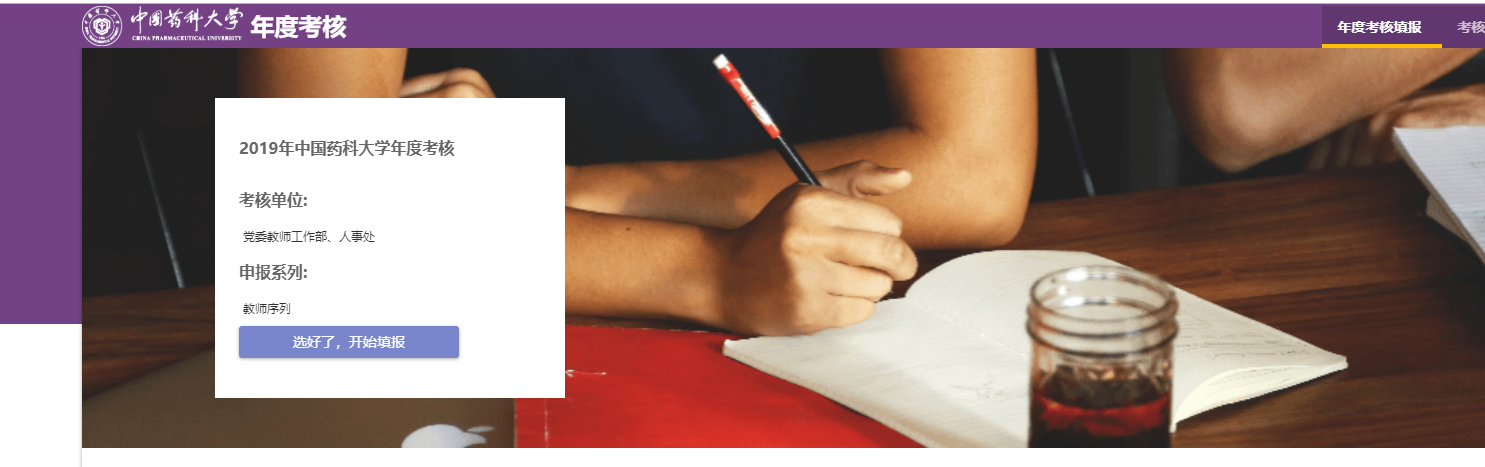 中国药科大学 年度考核
CHINA PHARMACEUTICAL UNIVERSITY
年度考核填报
考核
2019年中国药科大学年度考核
考核单位:
党委教师工作部、人事处
申报系列:
教师序列
选好了，开始填报